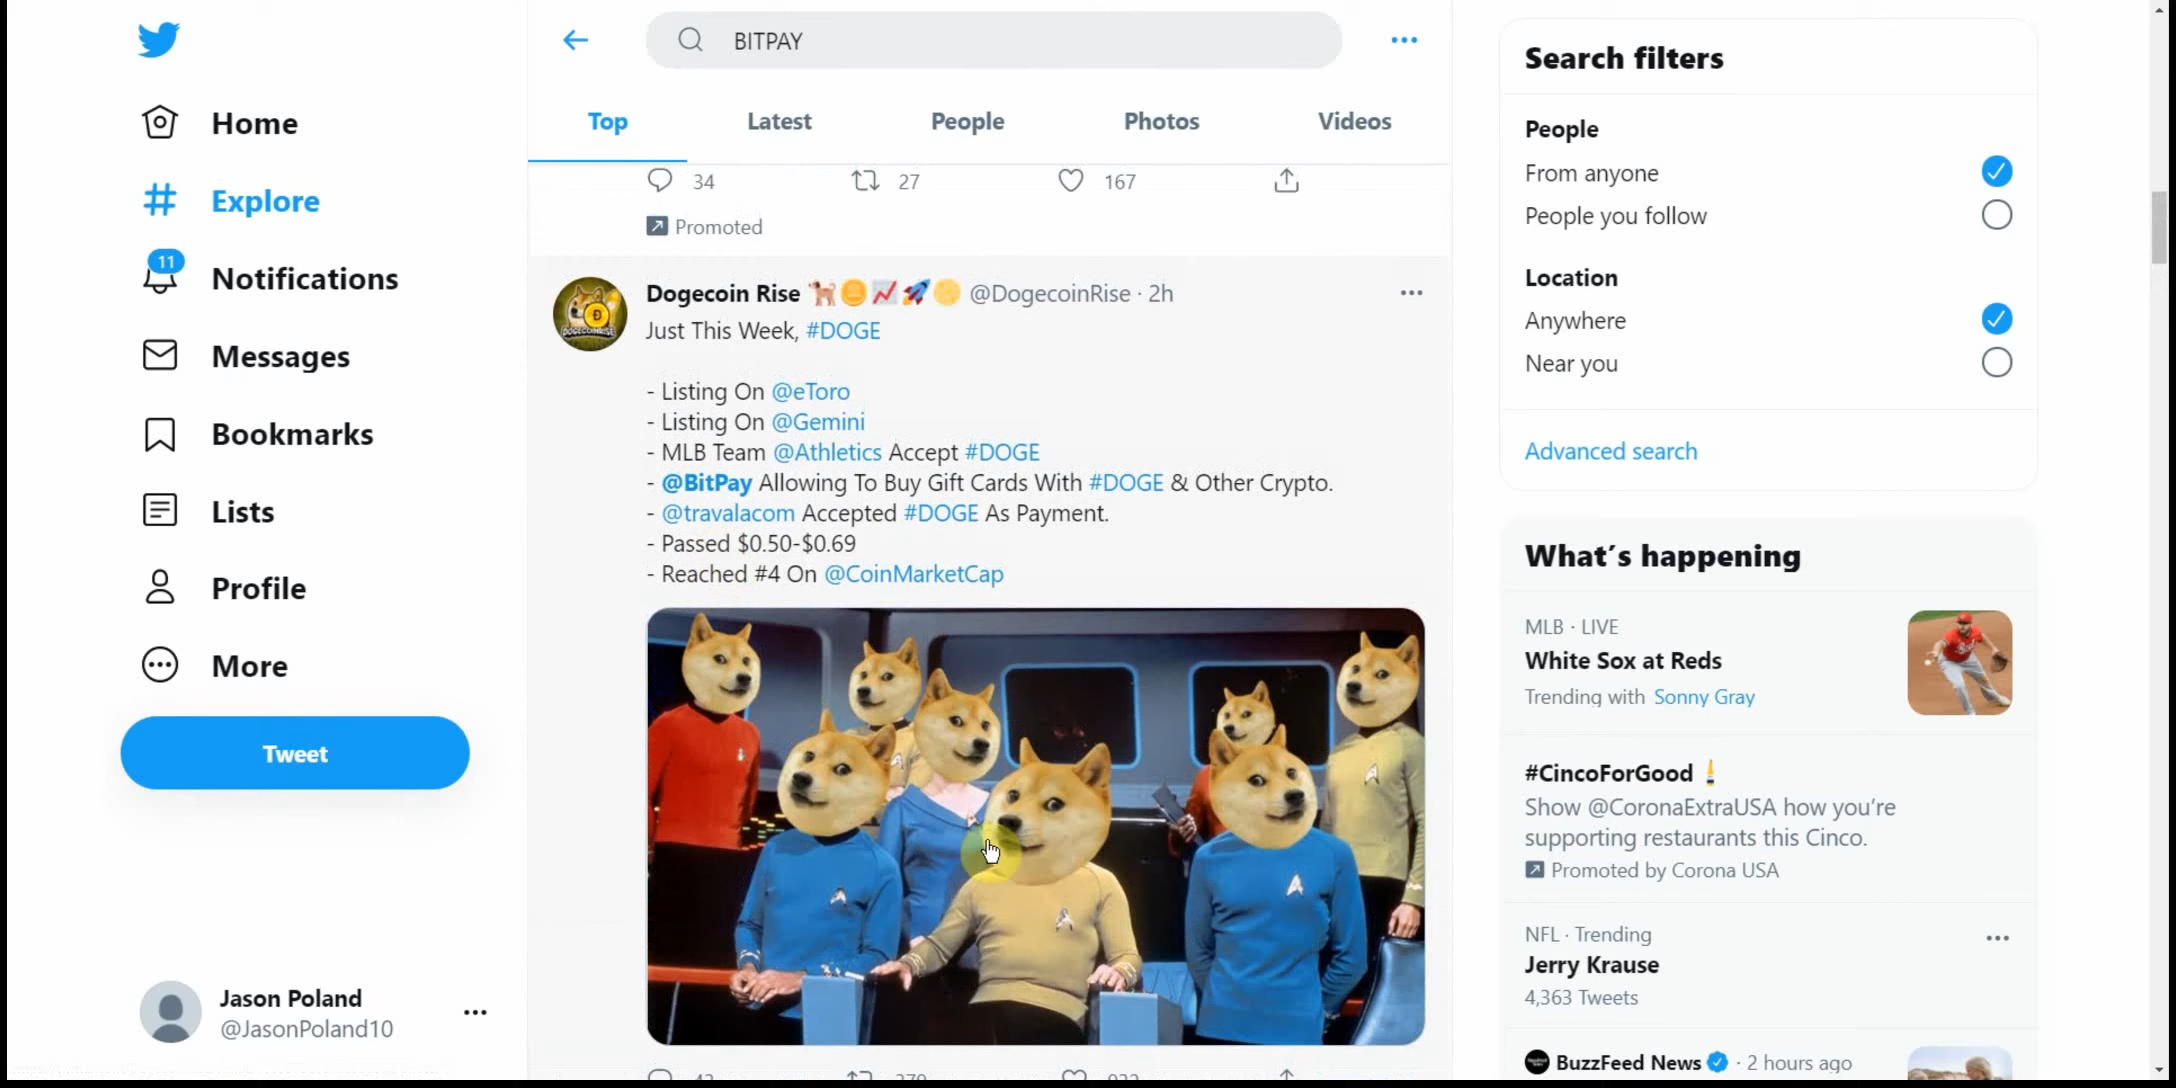 BITPAY
Top
Latest
People
Photos
Videos
34
27
167
Promoted
Home
Explore
11
Notifications
Messages
Bookmarks
Lists
Profile
More
Tweet
Jason Poland
@JasonPoland10
Dogecoin Rise @DogecoinRise · 2h
Just This Week, #DOGE
- Listing On @eToro
- Listing On @Gemini
- MLB Team @Athletics Accept #DOGE
- @BitPay Allowing To Buy Gift Cards With #DOGE & Other Crypto.
- @travalacom Accepted #DOGE As Payment.
- Passed $0.50-$0.69
- Reached #4 On @CoinMarketCap
Search filters
People
From anyone
People you follow
Location
Anywhere
Near you
Advanced search
What's happening
MLB · LIVE
White Sox at Reds
Trending with Sonny Gray
#CincoForGood
Show @CoronaExtraUSA how you're
supporting restaurants this Cinco.
Promoted by Corona USA
NFL · Trending
Jerry Krause
4,363 Tweets
BuzzFeed News · 2 hours ago